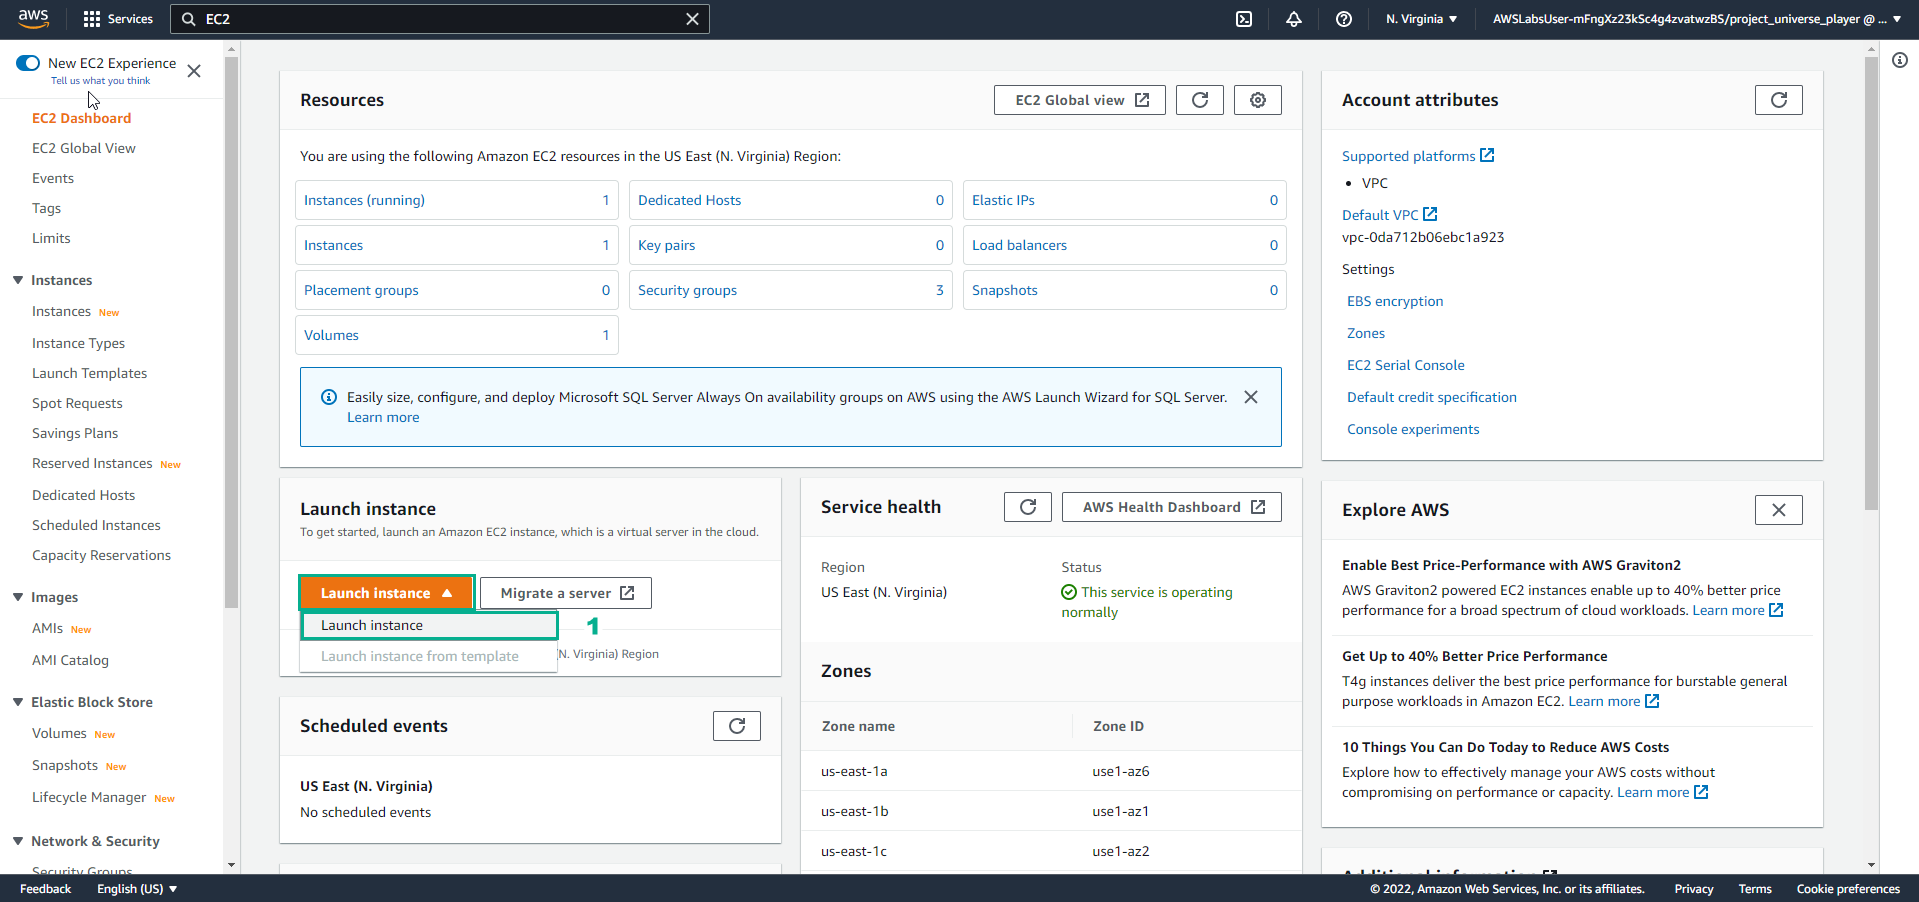 aws
Services
EC2
N. Virginia
AWSLabsUser-mFngXz23kSc4g4zvatwzBS/project_universe_player @ ...
New EC2 Experience
Tell us what you think
EC2 Dashboard
EC2 Global View
Events
Tags
Limits
Instances
Instances New
Instance Types
Launch Templates
Spot Requests
Savings Plans
Reserved Instances New
Dedicated Hosts
Scheduled Instances
Capacity Reservations
Images
AMIs New
AMI Catalog
Elastic Block Store
Volumes New
Snapshots New
Lifecycle Manager New
Network & Security
Security Groups
Resources
EC2 Global view
You are using the following Amazon EC2 resources in the US East (N. Virginia) Region:
Instances (running) 1
Dedicated Hosts 0
Elastic IPs 0
Instances 1
Key pairs 0
Load balancers 0
Placement groups 0
Security groups 3
Snapshots 0
Volumes 1
Easily size, configure, and deploy Microsoft SQL Server Always On availability groups on AWS using the AWS Launch Wizard for SQL Server.
Learn more
Launch instance
To get started, launch an Amazon EC2 instance, which is a virtual server in the cloud.
Launch instance
Migrate a server
Launch instance
1
Launch instance from template
(N. Virginia) Region
Scheduled events
US East (N. Virginia)
No scheduled events
Service health
AWS Health Dashboard
Region
US East (N. Virginia)
Status
This service is operating
normally
Zones
Zone name Zone ID
us-east-1a use1-az6
us-east-1b use1-az1
us-east-1c use1-az2
Account attributes
Supported platforms
• VPC
Default VPC
vpc-0da712b06ebc1a923
Settings
EBS encryption
Zones
EC2 Serial Console
Default credit specification
Console experiments
Explore AWS
Enable Best Price-Performance with AWS Graviton2
AWS Graviton2 powered EC2 instances enable up to 40% better price
performance for a broad spectrum of cloud workloads. Learn more
Get Up to 40% Better Price Performance
T4g instances deliver the best price performance for burstable general
purpose workloads in Amazon EC2. Learn more
10 Things You Can Do Today to Reduce AWS Costs
Explore how to effectively manage your AWS costs without
compromising on performance or capacity. Learn more
Additional information
Feedback
English (US)
© 2022, Amazon Web Services, Inc. or its affiliates.
Privacy
Terms
Cookie preferences